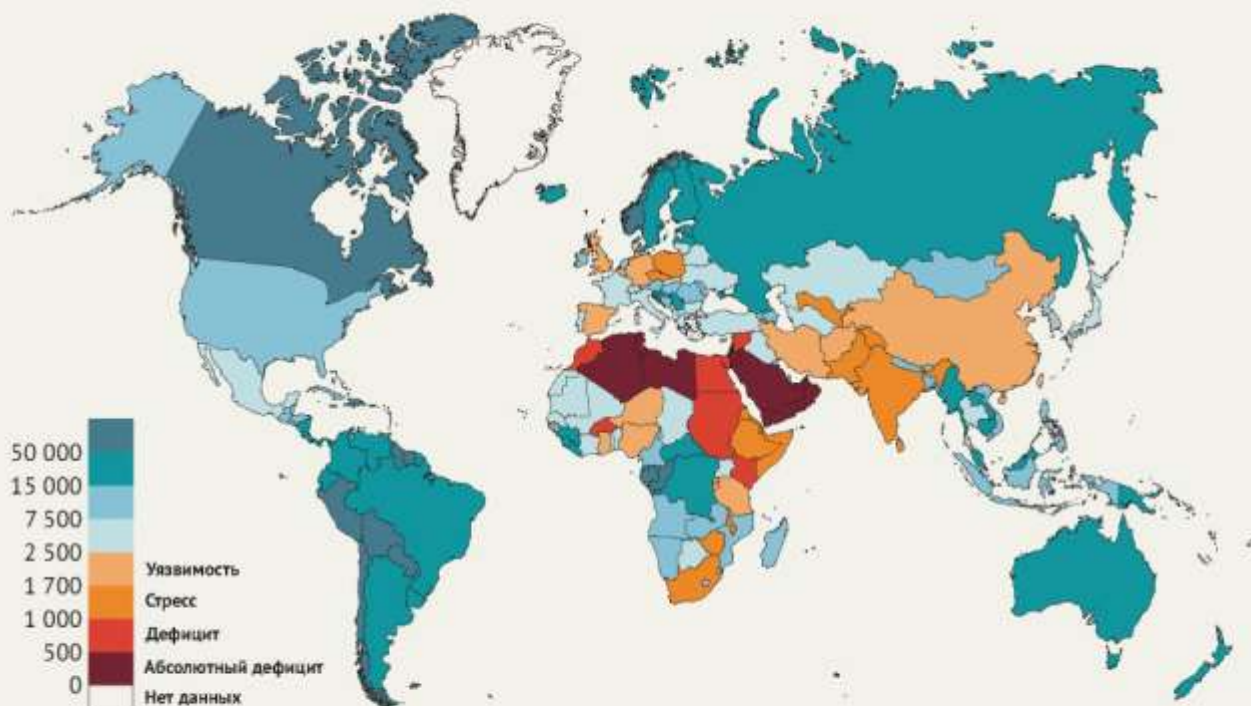 50 000
15 000
7 500
2 500
Уязвимость
1 700
Стресс
1 000
Дефицит
500
Абсолютный дефицит
0
Нет данных